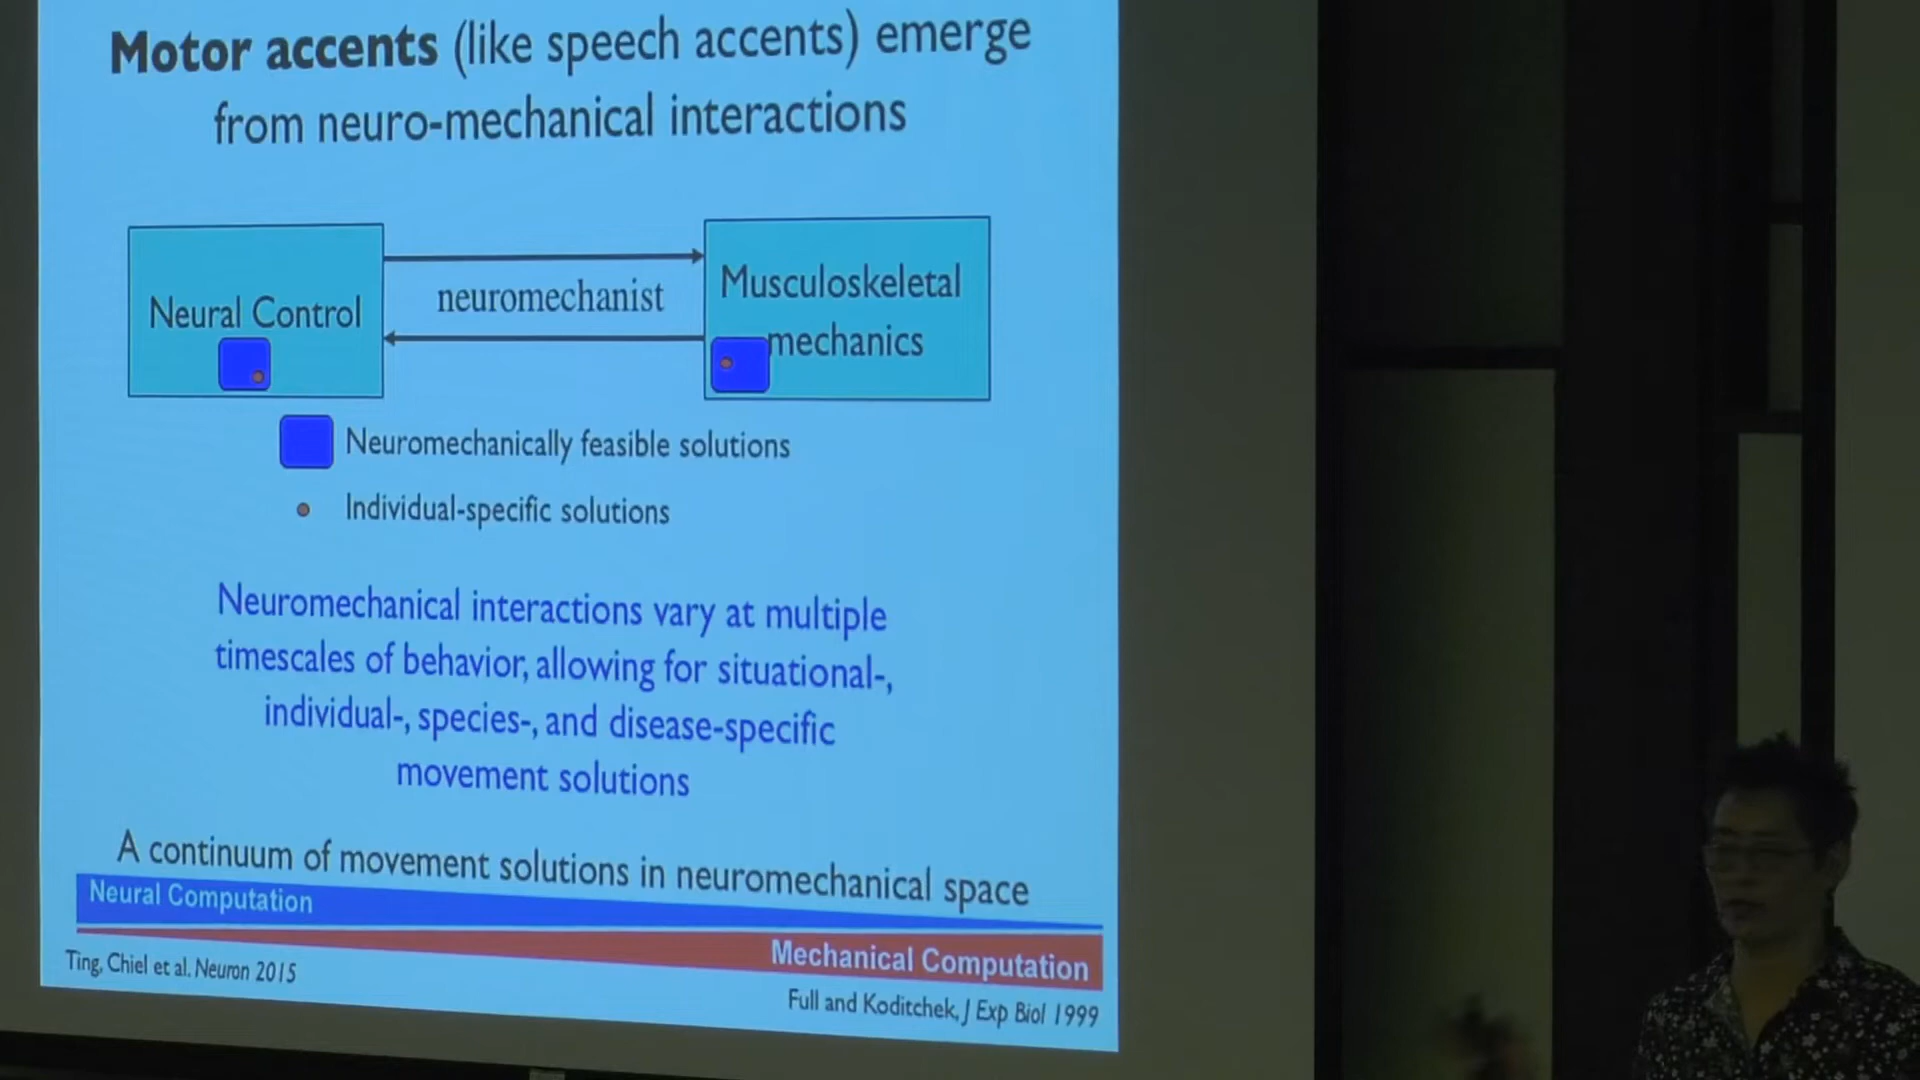 Motor accents (like speech accents) emerge
from neuro-mechanical interactions
Neural Control
neuromechanist
Musculoskeletal
mechanics
Neuromechanically feasible solutions
Individual-specific solutions
Neuromechanical interactions vary at multiple
timescales of behavior, allowing for situational-,
individual-, species-, and disease-specific
movement solutions
A continuum of movement solutions in neuromechanical space
Neural Computation
Mechanical Computation
Ting, Chiel et al. Neuron 2015
Full and Koditchek, J Exp Biol 1999